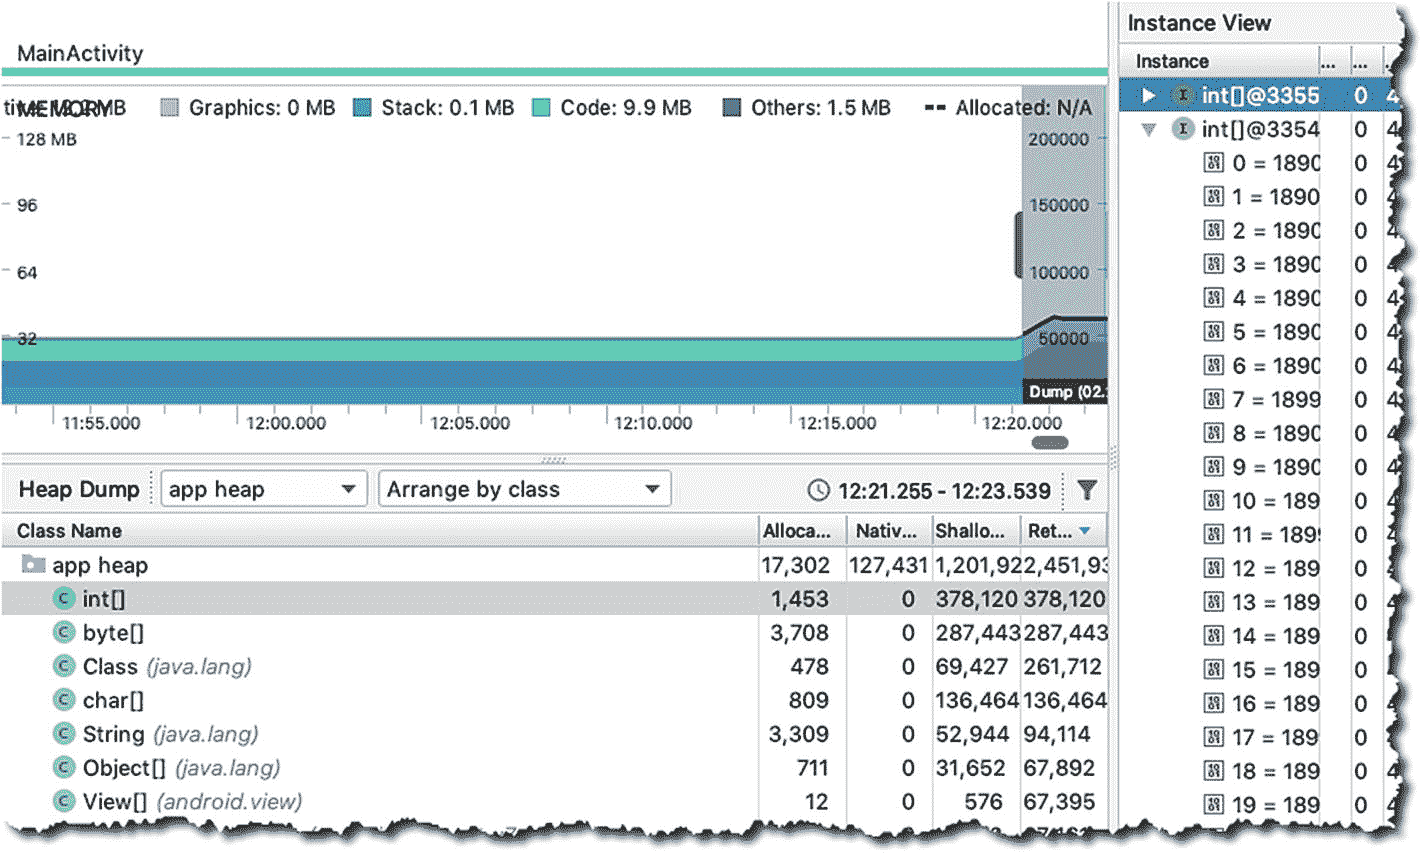 MainActivity
MEMORY Graphics: 0 MB Stack: 0.1 MB Code: 9.9 MB Others: 1.5 MB Allocated: N/A
128 MB 200000
96 150000
64 100000
32 50000
Dump (02.
11:55.000 12:00.000 12:05.000 12:10.000 12:15.000 12:20.000
Heap Dump app heap Arrange by class 12:21.255 - 12:23.539
Class Name Alloca... Nativ... Shallo... Ret...
app heap 17,302 127,431 1,201,922,451,93
int[] 1,453 0 378,120 378,120
byte[] 3,708 0 287,443 287,443
Class (java.lang) 478 0 69,427 261,712
char[] 809 0 136,464 136,464
String (java.lang) 3,309 0 52,944 94,114
Object[] (java.lang) 711 0 31,652 67,892
View[] (android.view) 12 0 576 67,395
Instance View
Instance ... ...
int[]@3355 0 4
int[]@3354 0 4
0 = 1890 0 4
1 = 1890 0 4
2 = 1890 0 4
3 = 1890 0 4
4 = 1890 0 4
5 = 1890 0 4
6 = 1890 0 4
7 = 1899 0 4
8 = 1890 0 4
9 = 1890 0 4
10 = 189 0 4
11 = 189 0 4
12 = 189 0 4
13 = 189 0 4
14 = 189 0
15 = 189 0 4
16 = 189 0 4
17 = 189 0 4
18 = 189 0 4
19 = 189 0 4